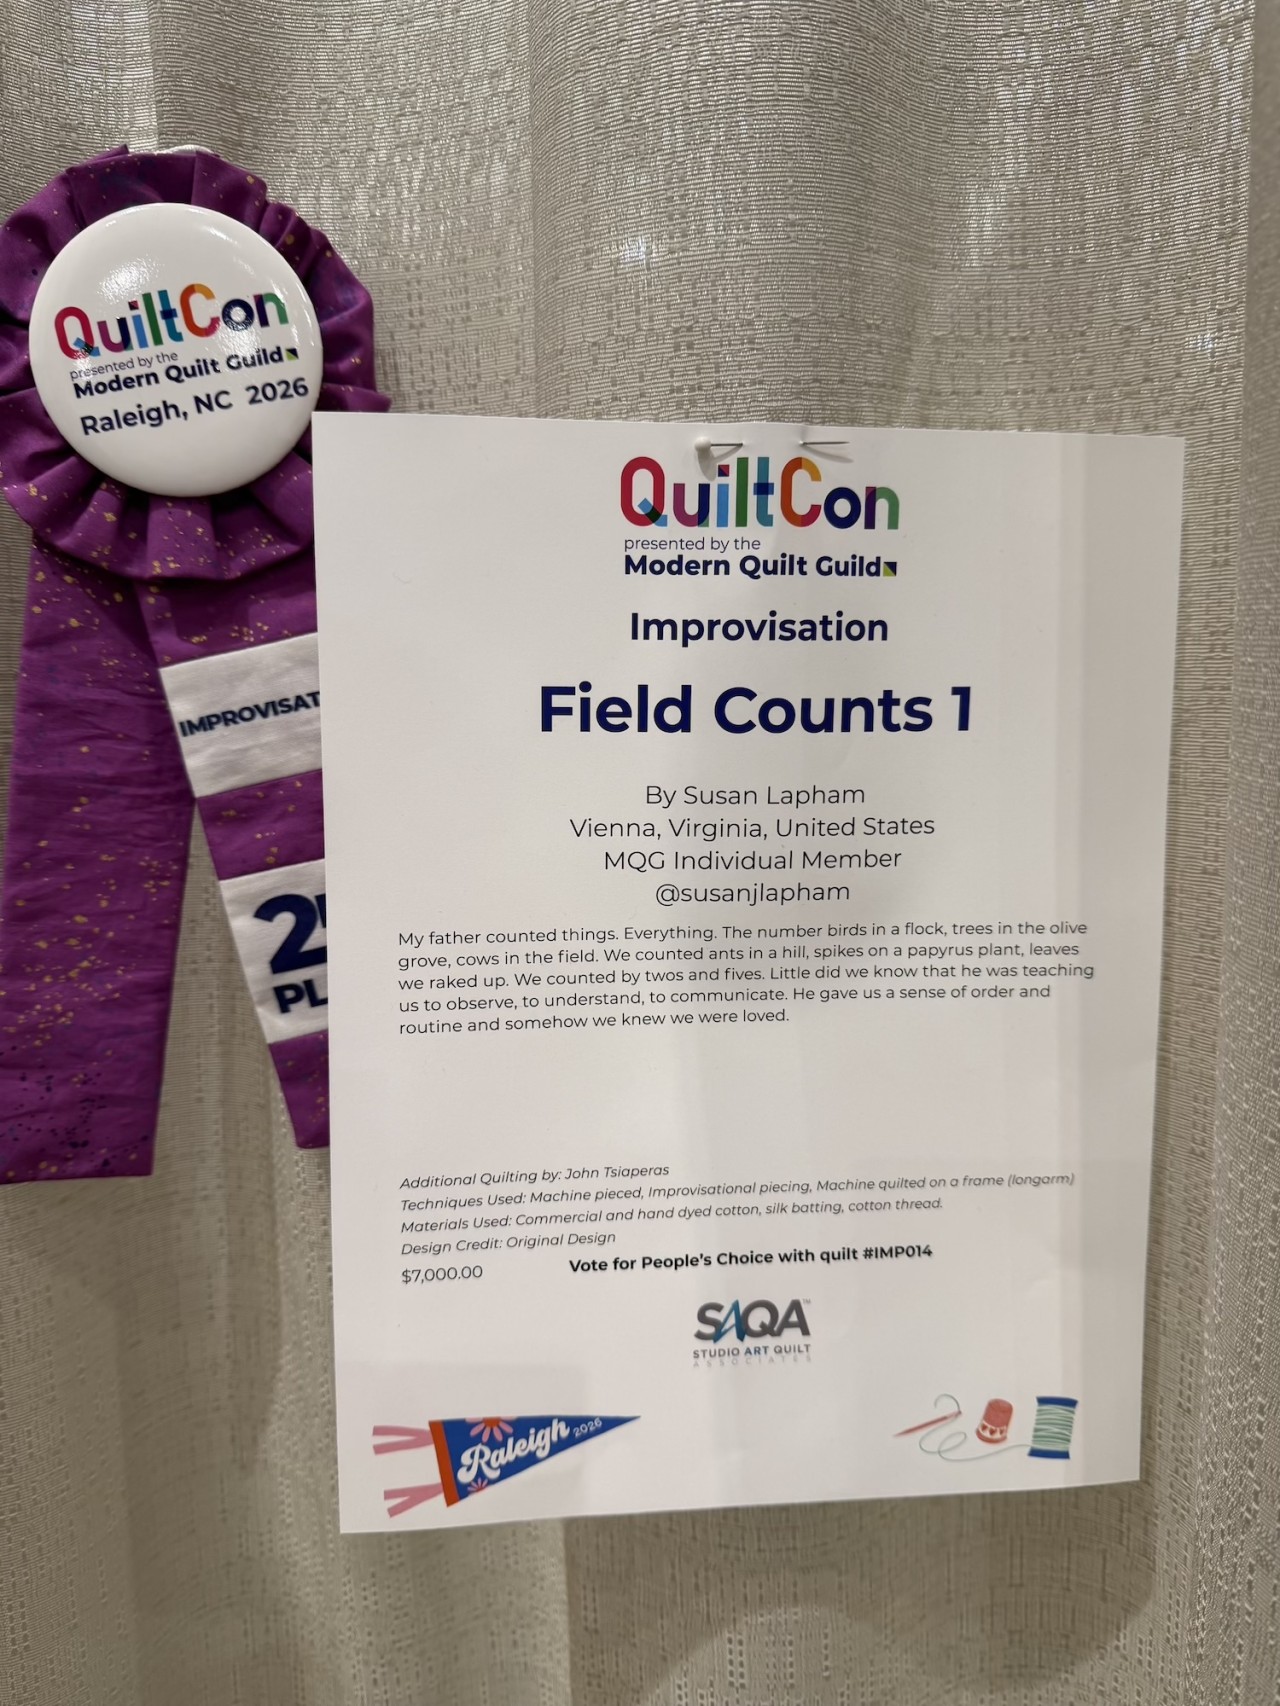 QuiltCon
presented by the
Modern Quilt Guild
Raleigh, NC 2026
IMPROVISAT
2
PL
QuiltCon
presented by the
Modern Quilt Guild
Improvisation
Field Counts 1
By Susan Lapham
Vienna, Virginia, United States
MQG Individual Member
@susanjlapham
My father counted things. Everything. The number birds in a flock, trees in the olive
grove, cows in the field. We counted ants in a hill, spikes on a papyrus plant, leaves
we raked up. We counted by twos and fives. Little did we know that he was teaching
us to observe, to understand, to communicate. He gave us a sense of order and
routine and somehow we knew we were loved.
Additional Quilting by: John Tsiaperas
Techniques Used: Machine pieced, Improvisational piecing, Machine quilted on a frame (longarm)
Materials Used: Commercial and hand dyed cotton, silk batting, cotton thread.
Design Credit: Original Design
$7,000.00 Vote for People's Choice with quilt #IMP014
SAQA™
STUDIO ART QUILT
ASSOCIATES
Raleigh 2026